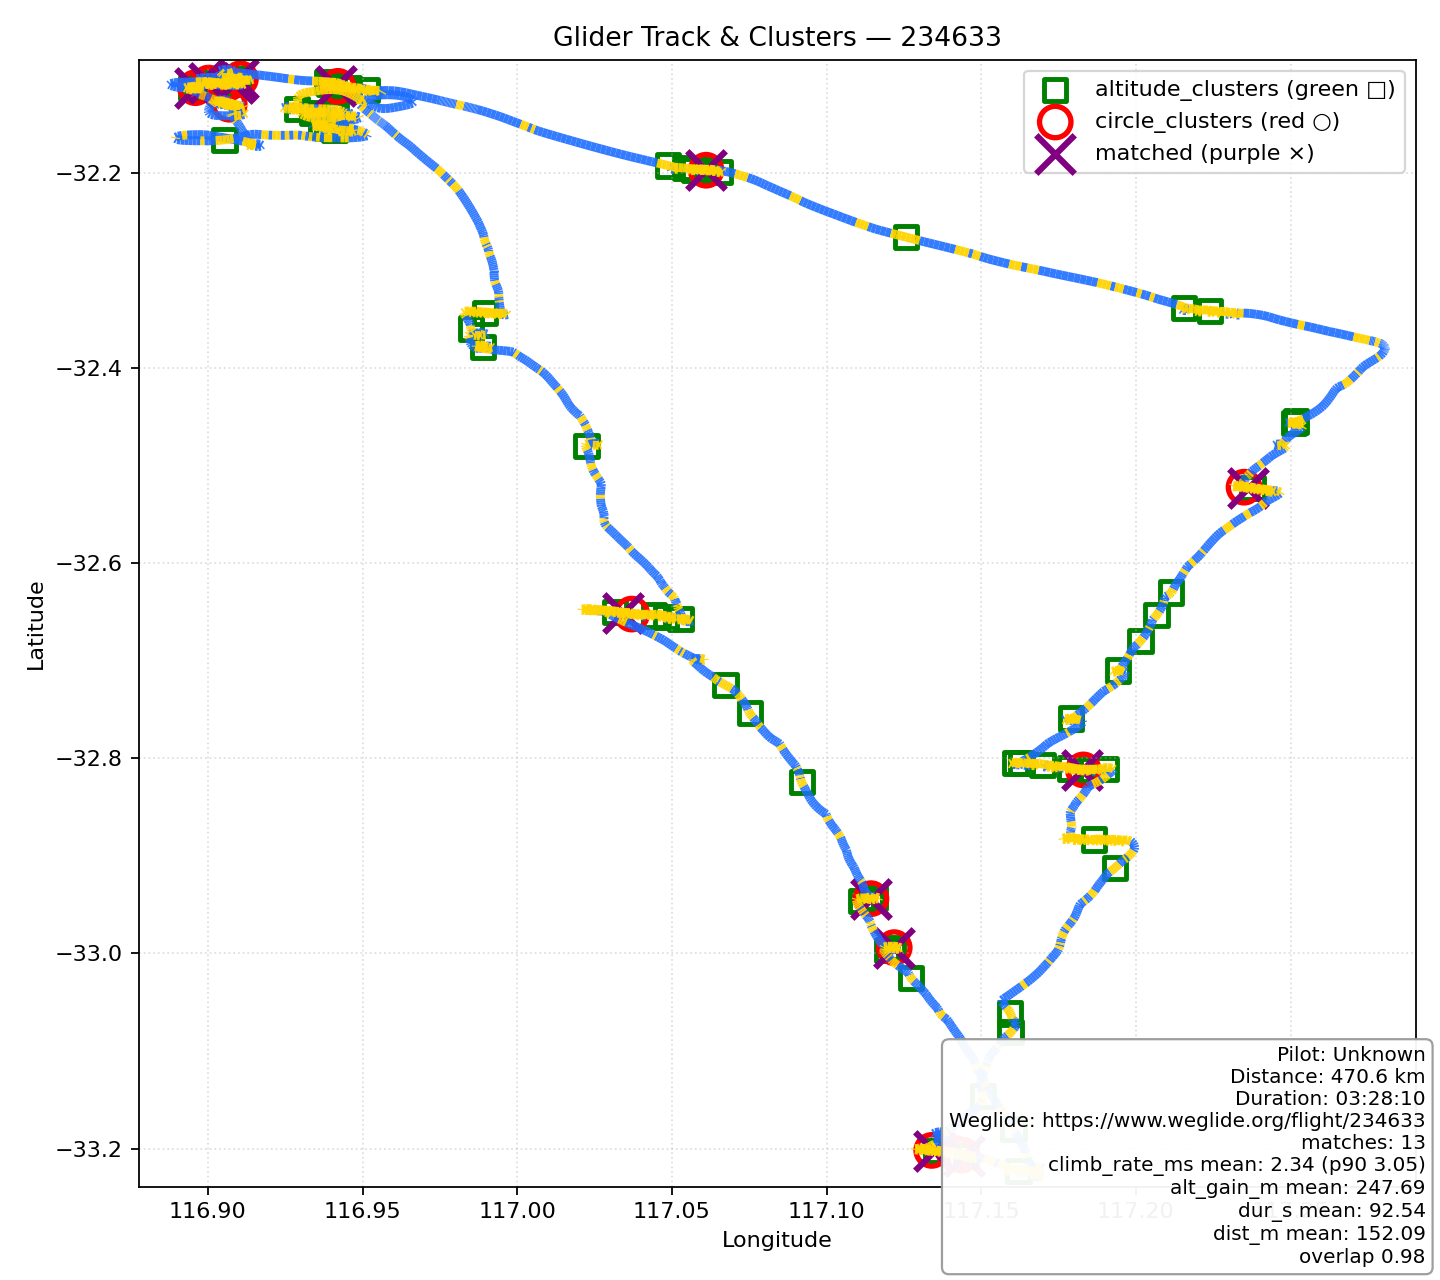 Glider Track & Clusters — 234633
altitude_clusters (green □)
circle_clusters (red ○)
matched (purple ×)
Latitude
−32.2
−32.4
−32.6
−32.8
−33.0
−33.2
116.90
116.95
117.00
117.05
117.10
117.15
117.20
Longitude
Pilot: Unknown
Distance: 470.6 km
Duration: 03:28:10
Weglide: https://www.weglide.org/flight/234633
matches: 13
climb_rate_ms mean: 2.34 (p90 3.05)
alt_gain_m mean: 247.69
dur_s mean: 92.54
dist_m mean: 152.09
overlap 0.98